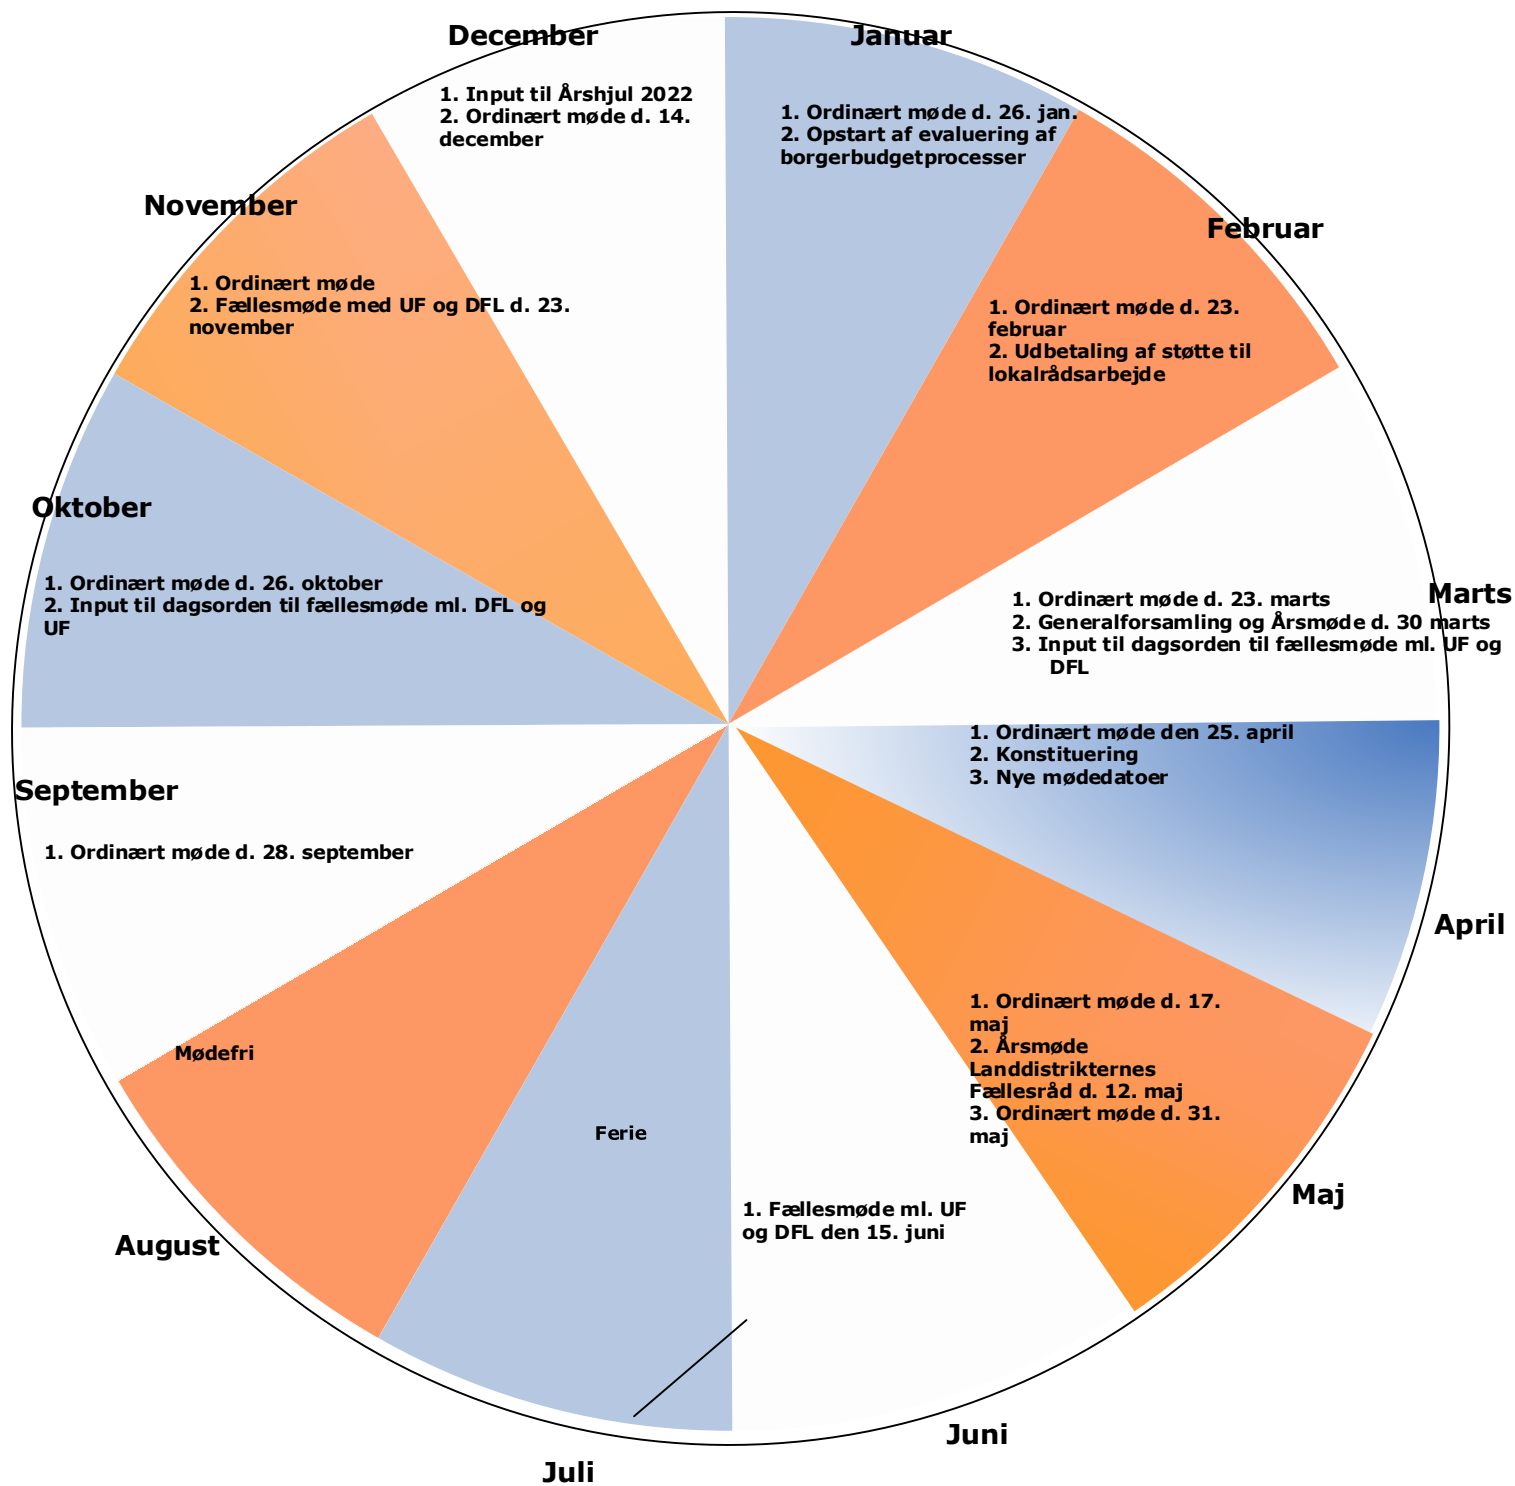 Januar
1. Ordinært møde d. 26. jan.
2. Opstart af evaluering af
borgerbudgetprocesser
Februar
1. Ordinært møde d. 23.
februar
2. Udbetaling af støtte til
lokalrådsarbejde
Marts
1. Ordinært møde d. 23. marts
2. Generalforsamling og Årsmøde d. 30 marts
3. Input til dagsorden til fællesmøde ml. UF og
DFL
April
1. Ordinært møde den 25. april
2. Konstituering
3. Nye mødedatoer
Maj
1. Ordinært møde d. 17.
maj
2. Årsmøde
Landdistrikternes
Fællesråd d. 12. maj
3. Ordinært møde d. 31.
maj
Juni
1. Fællesmøde ml. UF
og DFL den 15. juni
Juli
Ferie
August
Mødefri
September
1. Ordinært møde d. 28. september
Oktober
1. Ordinært møde d. 26. oktober
2. Input til dagsorden til fællesmøde ml. DFL og
UF
November
1. Ordinært møde
2. Fællesmøde med UF og DFL d. 23.
november
December
1. Input til Årshjul 2022
2. Ordinært møde d. 14.
december